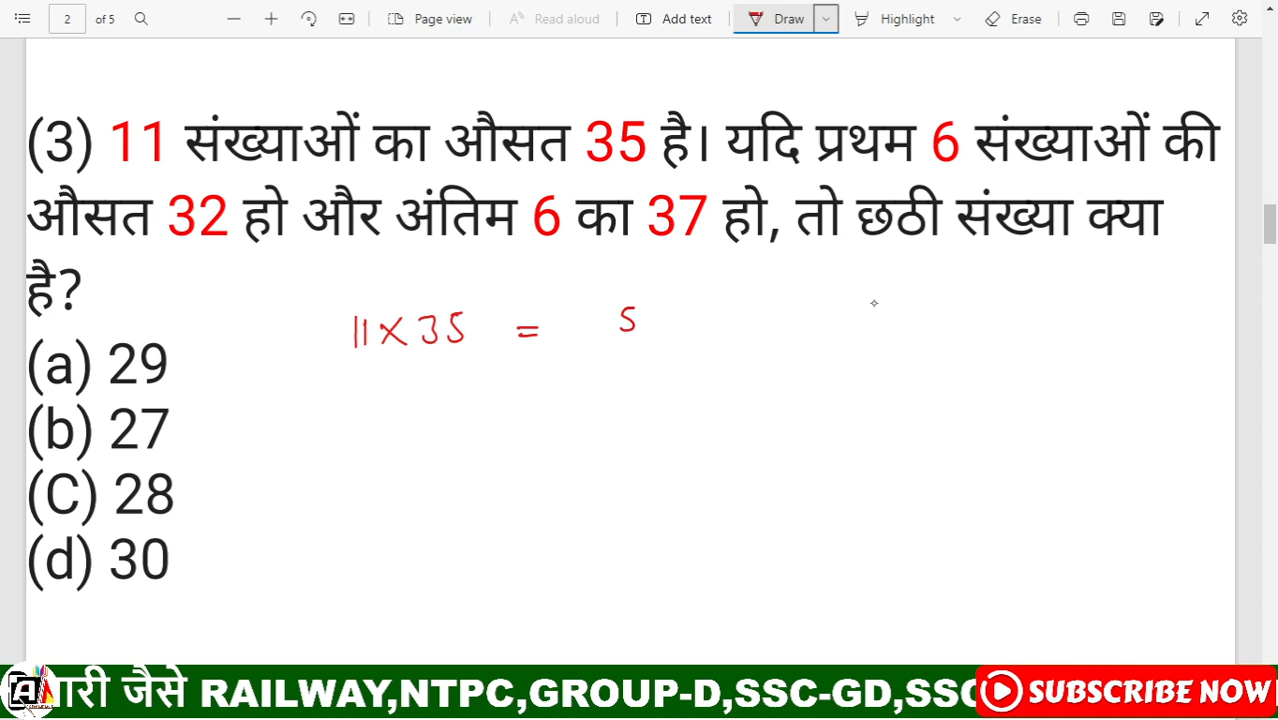 2 of 5 Page view Read aloud Add text Draw Highlight Erase
(3) 11 संख्याओं का औसत 35 है। यदि प्रथम 6 संख्याओं की
औसत 32 हो और अंतिम 6 का 37 हो, तो छठी संख्या क्या
है?
11 × 35 = 5
(a) 29
(b) 27
(C) 28
(d) 30
जैसे RAILWAY,NTPC,GROUP-D,SSC-GD,SSC SUBSCRIBE NOW